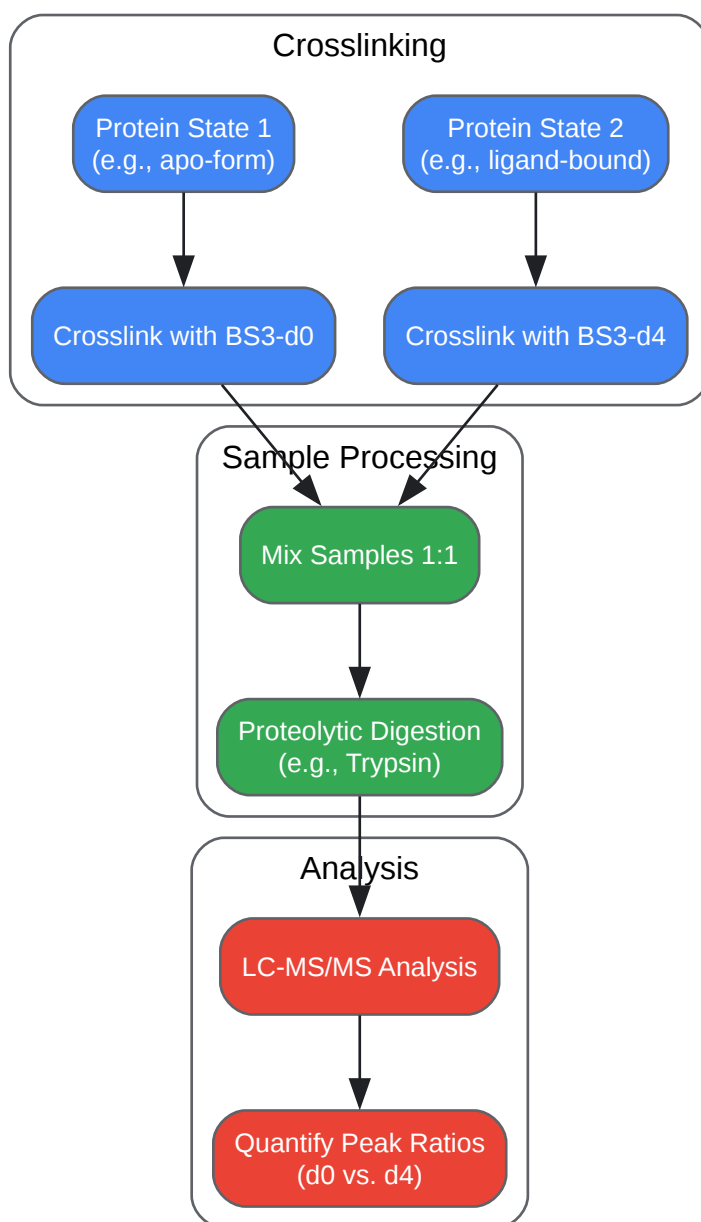 Crosslinking
Protein State 1
(e.g., apo-form)
Protein State 2
(e.g., ligand-bound)
Crosslink with BS3-d0
Crosslink with BS3-d4
Sample Processing
Mix Samples 1:1
Proteolytic Digestion
(e.g., Trypsin)
Analysis
LC-MS/MS Analysis
Quantify Peak Ratios
(d0 vs. d4)